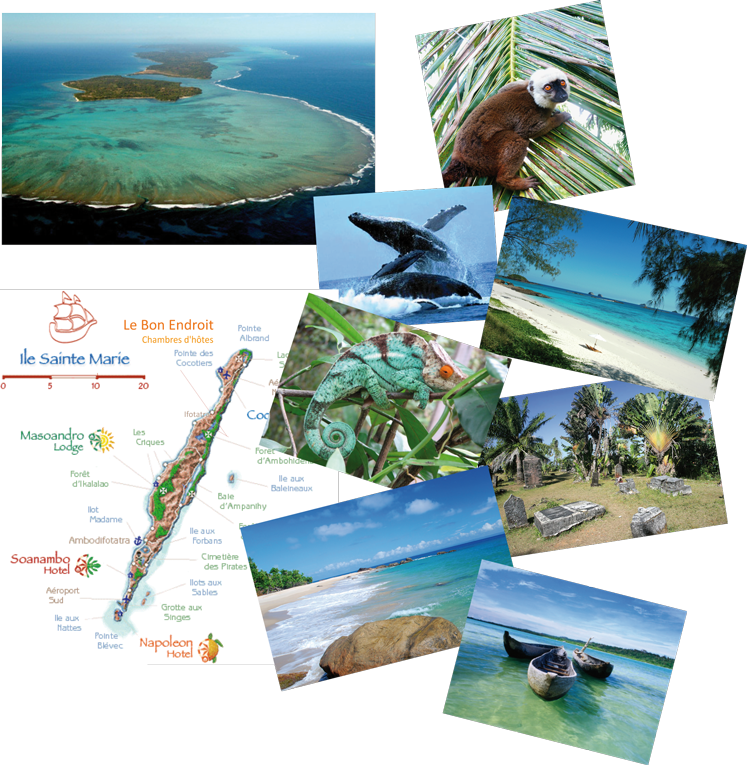 Le Bon Endroit
Chambres d'hôtes
Pointe
Albrand
Pointe des
Cocotiers
Ile Sainte Marie
0 5 10 20
Ifotatra
Masoandro
Lodge
Les
Criques
Forêt
d'Ambohidena
Forêt
d'Ikalalao
Ile aux
Baleineaux
Baie
d'Ampanihy
Ilot
Madame
Ile aux
Forbans
Ambodifotatra
Soanambo
Hotel
Cimetière
des Pirates
Aéroport
Sud
Ilots aux
Sables
Ile aux
Nattes
Grotte aux
Singes
Pointe
Blévec
Napoleon
Hotel